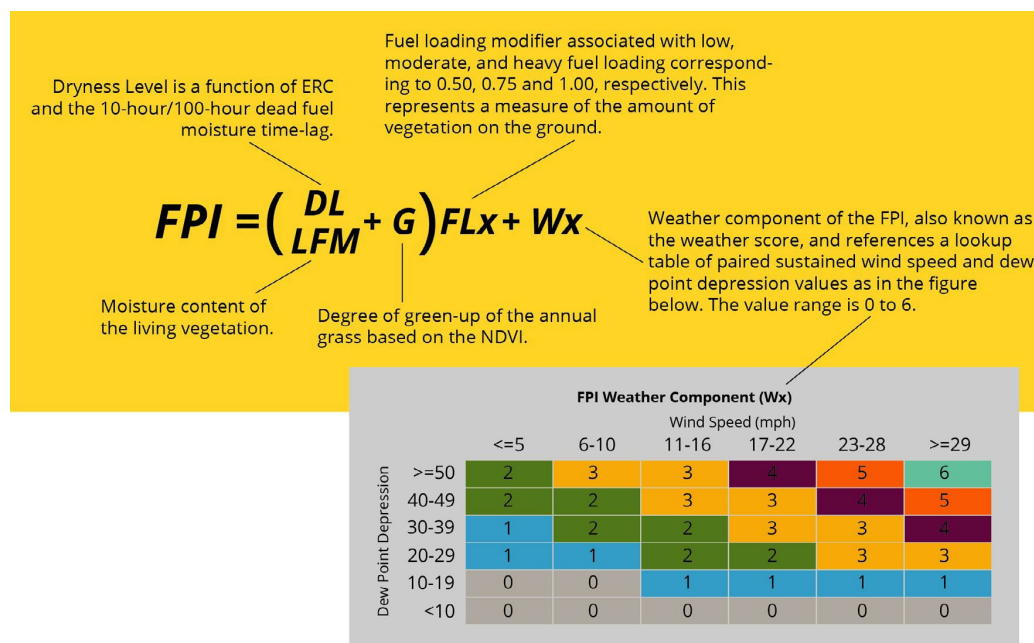 Fuel loading modifier associated with low,
moderate, and heavy fuel loading correspond-
ing to 0.50, 0.75 and 1.00, respectively. This
represents a measure of the amount of
vegetation on the ground.
Dryness Level is a function of ERC
and the 10-hour/100-hour dead fuel
moisture time-lag.
FPI = ( DL
LFM + G ) FLx + Wx
Weather component of the FPI, also known as
the weather score, and references a lookup
table of paired sustained wind speed and dew
point depression values as in the figure
below. The value range is 0 to 6.
Moisture content of
the living vegetation.
Degree of green-up of the annual
grass based on the NDVI.
FPI Weather Component (Wx)
Wind Speed (mph)
<=5 6-10 11-16 17-22 23-28 >=29
Dew Point Depression
>=50 2 3 3 4 5 6
40-49 2 2 3 3 4 5
30-39 1 2 2 3 3 4
20-29 1 1 2 2 3 3
10-19 0 0 1 1 1 1
<10 0 0 0 0 0 0